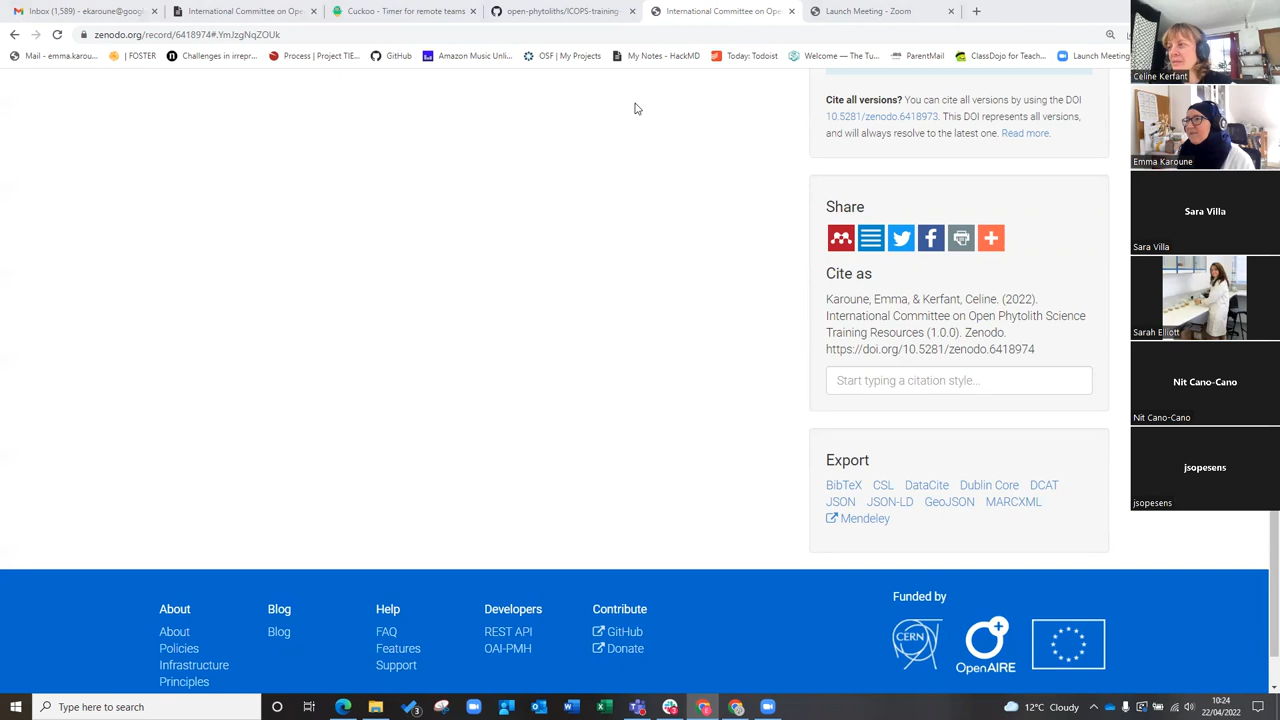 Inbox (1,589) - ekaroune@googl
International Committee on Open
Cuckoo - Timer for remote teams
open-phytoliths/ICOPS-training-
International Committee on Open
Launch Meeting - Zoom
zenodo.org/record/6418974#.YmJzgNqZOUk
Mail - emma.karou...
| FOSTER
Challenges in irrepr...
Process | Project TIE...
GitHub
Amazon Music Unli...
OSF | My Projects
My Notes - HackMD
Today: Todoist
Welcome — The Tu...
ParentMail
ClassDojo for Teach...
Launch Meeting
Cite all versions? You can cite all versions by using the DOI
10.5281/zenodo.6418973. This DOI represents all versions,
and will always resolve to the latest one. Read more.
Share
Cite as
Karoune, Emma, & Kerfant, Celine. (2022).
International Committee on Open Phytolith Science
Training Resources (1.0.0). Zenodo.
https://doi.org/10.5281/zenodo.6418974
Start typing a citation style...
Export
BibTeX CSL DataCite Dublin Core DCAT
JSON JSON-LD GeoJSON MARCXML
Mendeley
About
About
Policies
Infrastructure
Principles
Blog
Blog
Help
FAQ
Features
Support
Developers
REST API
OAI-PMH
Contribute
GitHub
Donate
Funded by
CERN
OpenAIRE
Celine Kerfant
Emma Karoune
Sara Villa
Sara Villa
Sarah Elliott
Nit Cano-Cano
Nit Cano-Cano
jsopesens
jsopesens
Type here to search
12°C Cloudy
10:24
22/04/2022